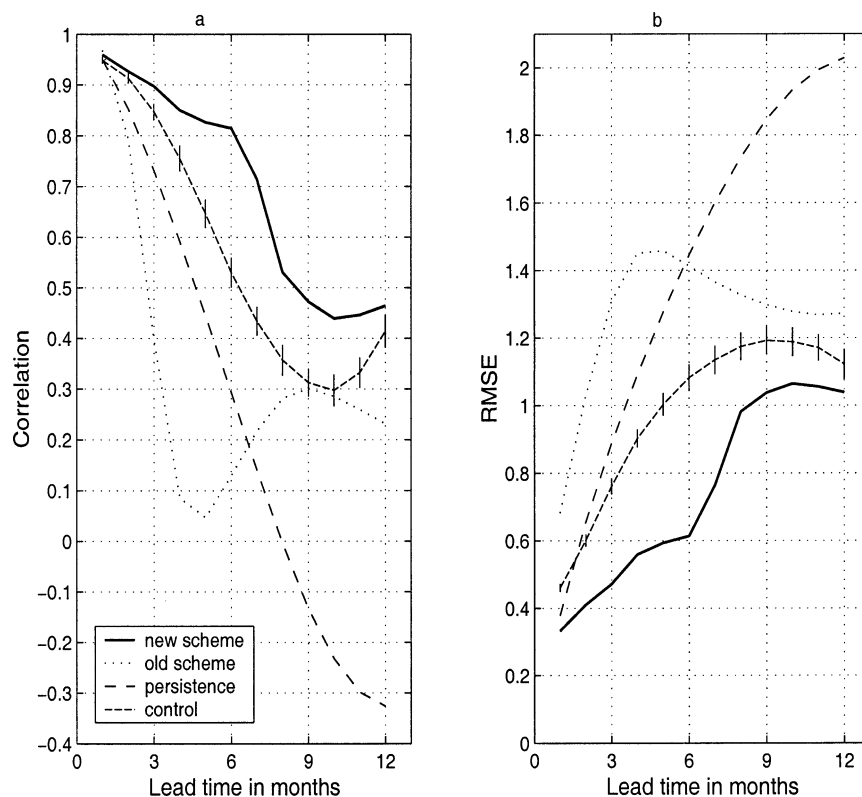 a
1
0.9
0.8
0.7
0.6
0.5
0.4
0.3
0.2
0.1
0
−0.1
−0.2
−0.3
−0.4
Correlation
new scheme
old scheme
persistence
control
0 3 6 9 12
Lead time in months
b
2
1.8
1.6
1.4
1.2
1
0.8
0.6
0.4
0.2
0
RMSE
0 3 6 9 12
Lead time in months